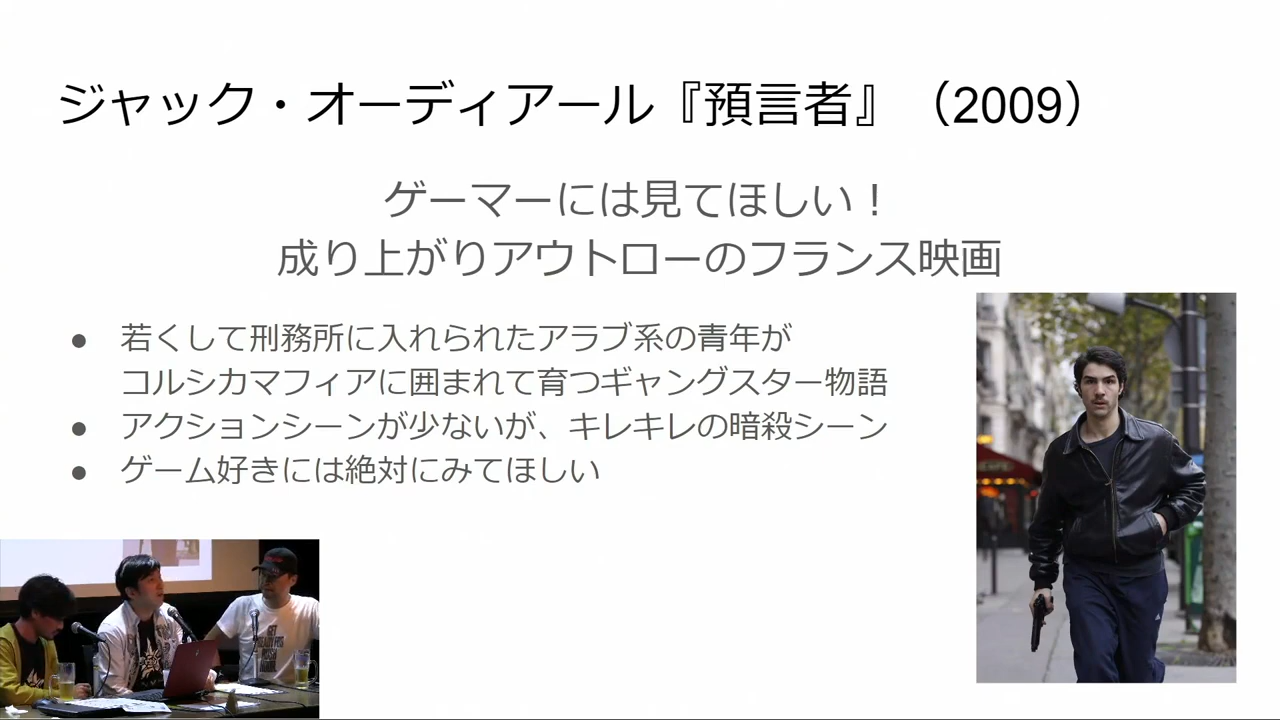 ジャック・オーディアール『預言者』（2009）
ゲーマーには見てほしい！
成り上がりアウトローのフランス映画
● 若くして刑務所に入れられたアラブ系の青年が
コルシカマフィアに囲まれて育つギャングスター物語
● アクションシーンが少ないが、キレキレの暗殺シーン
● ゲーム好きには絶対にみてほしい
GET